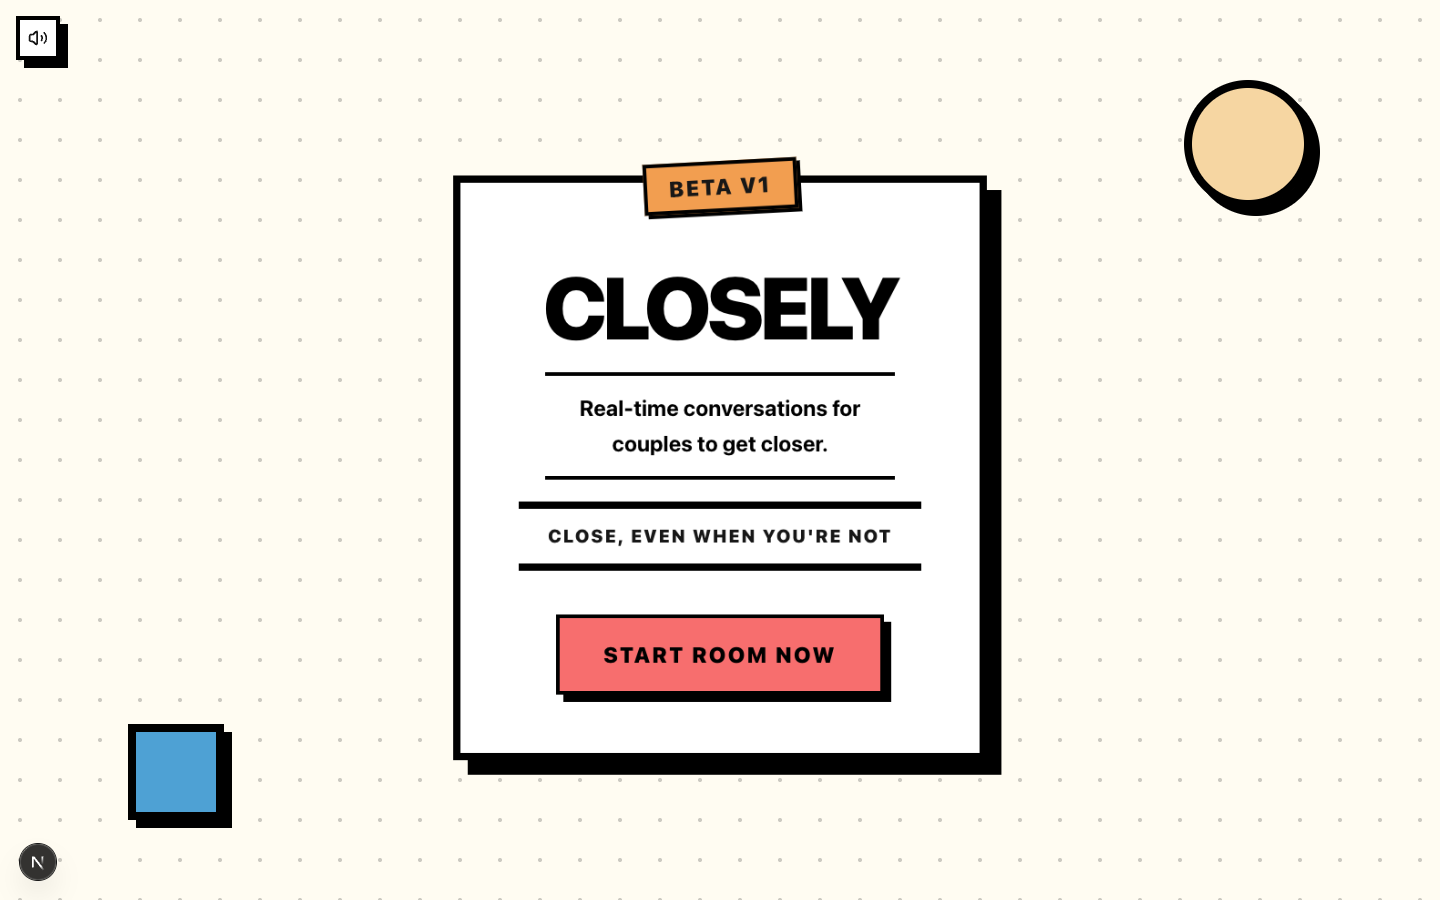 BETA V1
CLOSELY
Real-time conversations for
couples to get closer.
CLOSE, EVEN WHEN YOU'RE NOT
START ROOM NOW
N